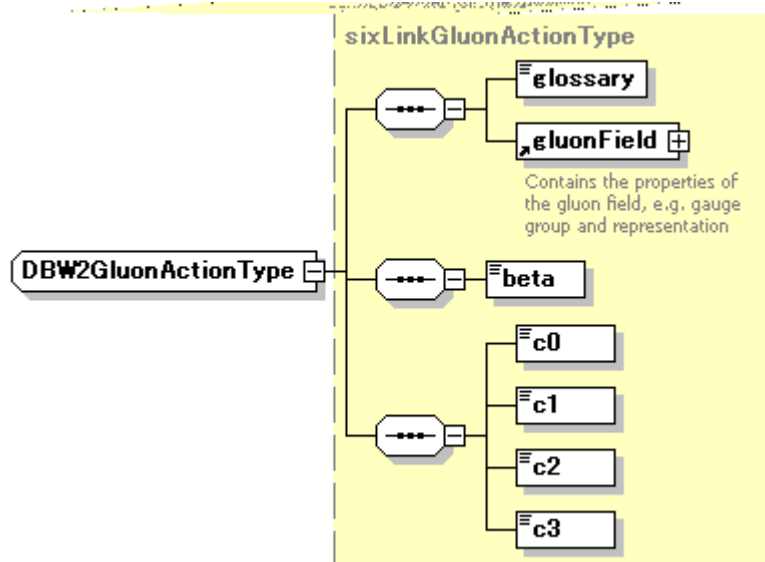 sixLinkGluonActionType
glossary
gluonField
Contains the properties of
the gluon field, e.g. gauge
group and representation
DBW2GluonActionType
beta
c0
c1
c2
c3